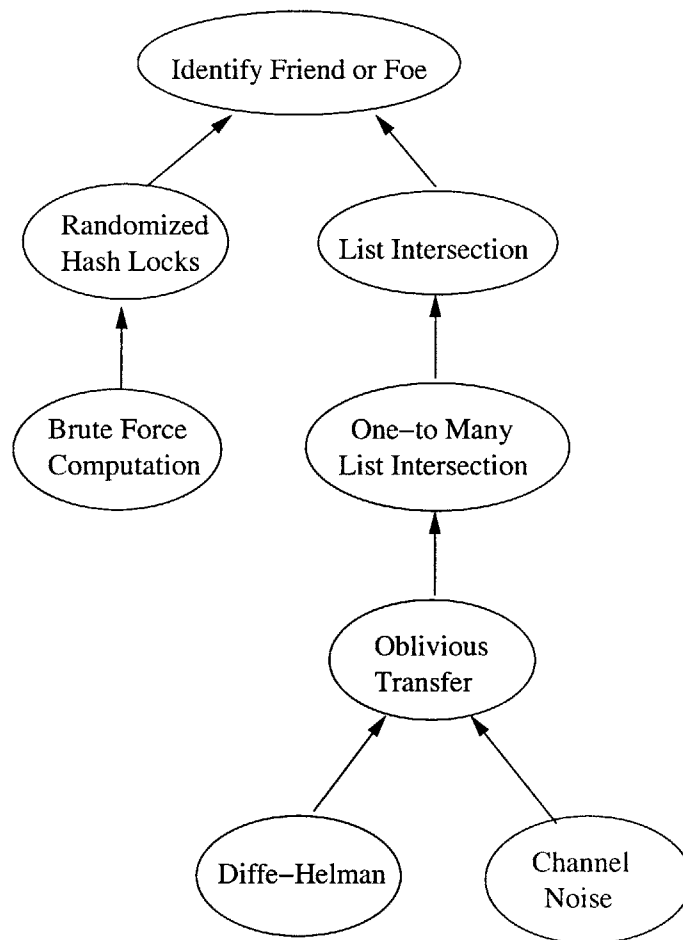 Identify Friend or Foe
Randomized
Hash Locks
List Intersection
Brute Force
Computation
One−to Many
List Intersection
Oblivious
Transfer
Diffe−Helman
Channel
Noise